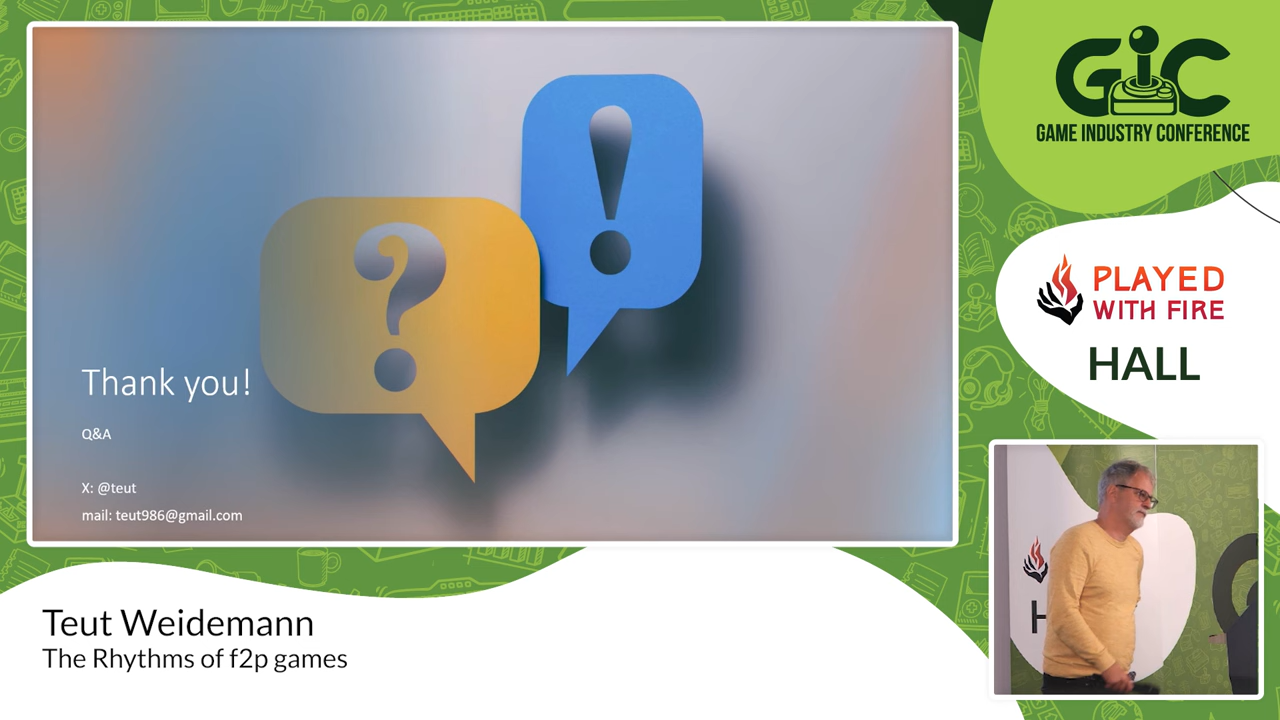 Thank you!
Q&A
X: @teut
mail: teut986@gmail.com
GiC
GAME INDUSTRY CONFERENCE
PLAYED
WITH FIRE
HALL
H
Teut Weidemann
The Rhythms of f2p games